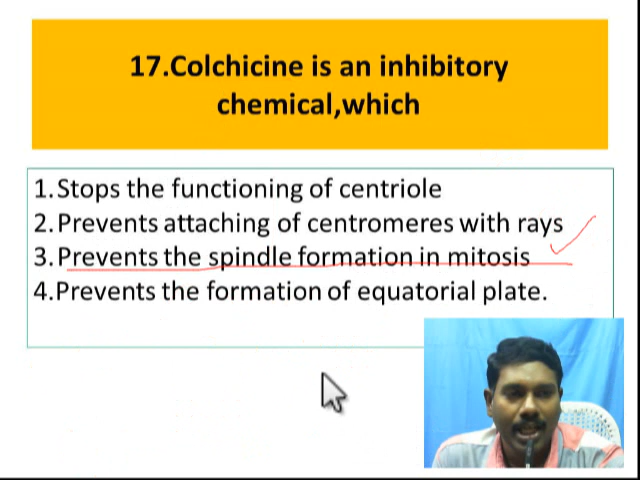 17.Colchicine is an inhibitory
chemical,which
1.Stops the functioning of centriole
2.Prevents attaching of centromeres with rays
3.Prevents the spindle formation in mitosis
4.Prevents the formation of equatorial plate.